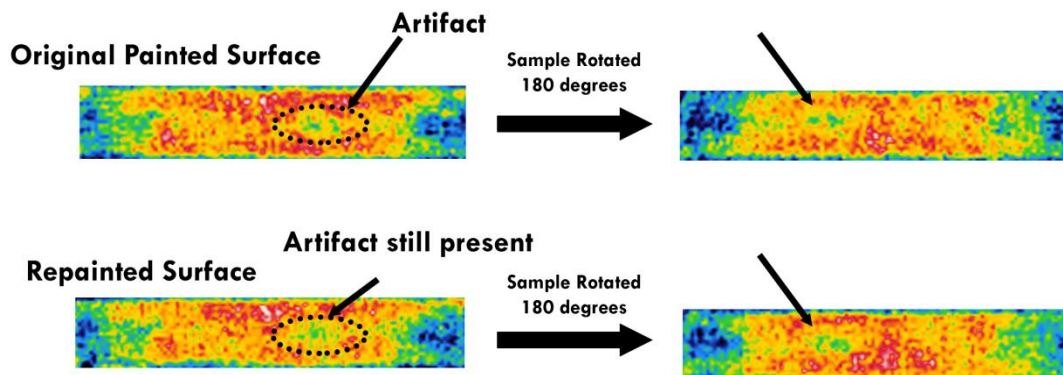 Artifact
Original Painted Surface
Sample Rotated
180 degrees
Artifact still present
Repainted Surface
Sample Rotated
180 degrees